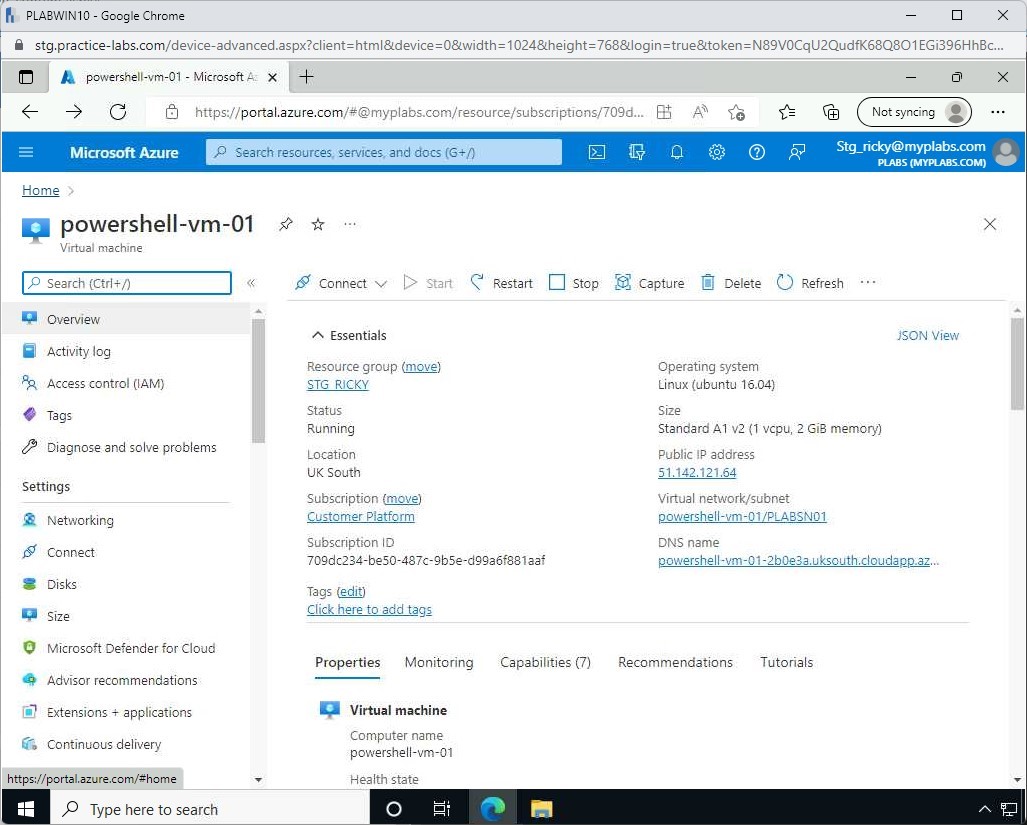 PLABWIN10 - Google Chrome
stg.practice-labs.com/device-advanced.aspx?client=html&device=0&width=1024&height=768&login=true&token=N89V0CqU2QudfK68Q8O1EGi396HhBc...
powershell-vm-01 - Microsoft Az
https://portal.azure.com/#@myplabs.com/resource/subscriptions/709d...
Not syncing
Microsoft Azure
Search resources, services, and docs (G+/)
Stg_ricky@myplabs.com
PLABS (MYPLABS.COM)
Home >
powershell-vm-01
Virtual machine
Search (Ctrl+/)
Connect Start Restart Stop Capture Delete Refresh
Overview
Activity log
Access control (IAM)
Tags
Diagnose and solve problems
Settings
Networking
Connect
Disks
Size
Microsoft Defender for Cloud
Advisor recommendations
Extensions + applications
Continuous delivery
Essentials
JSON View
Resource group (move)
STG_RICKY
Status
Running
Location
UK South
Subscription (move)
Customer Platform
Subscription ID
709dc234-be50-487c-9b5e-d99a6f881aaf
Tags (edit)
Click here to add tags
Operating system
Linux (ubuntu 16.04)
Size
Standard A1 v2 (1 vcpu, 2 GiB memory)
Public IP address
51.142.121.64
Virtual network/subnet
powershell-vm-01/PLABSN01
DNS name
powershell-vm-01-2b0e3a.uksouth.cloudapp.az...
Properties Monitoring Capabilities (7) Recommendations Tutorials
Virtual machine
Computer name
powershell-vm-01
Health state
https://portal.azure.com/#home
Type here to search